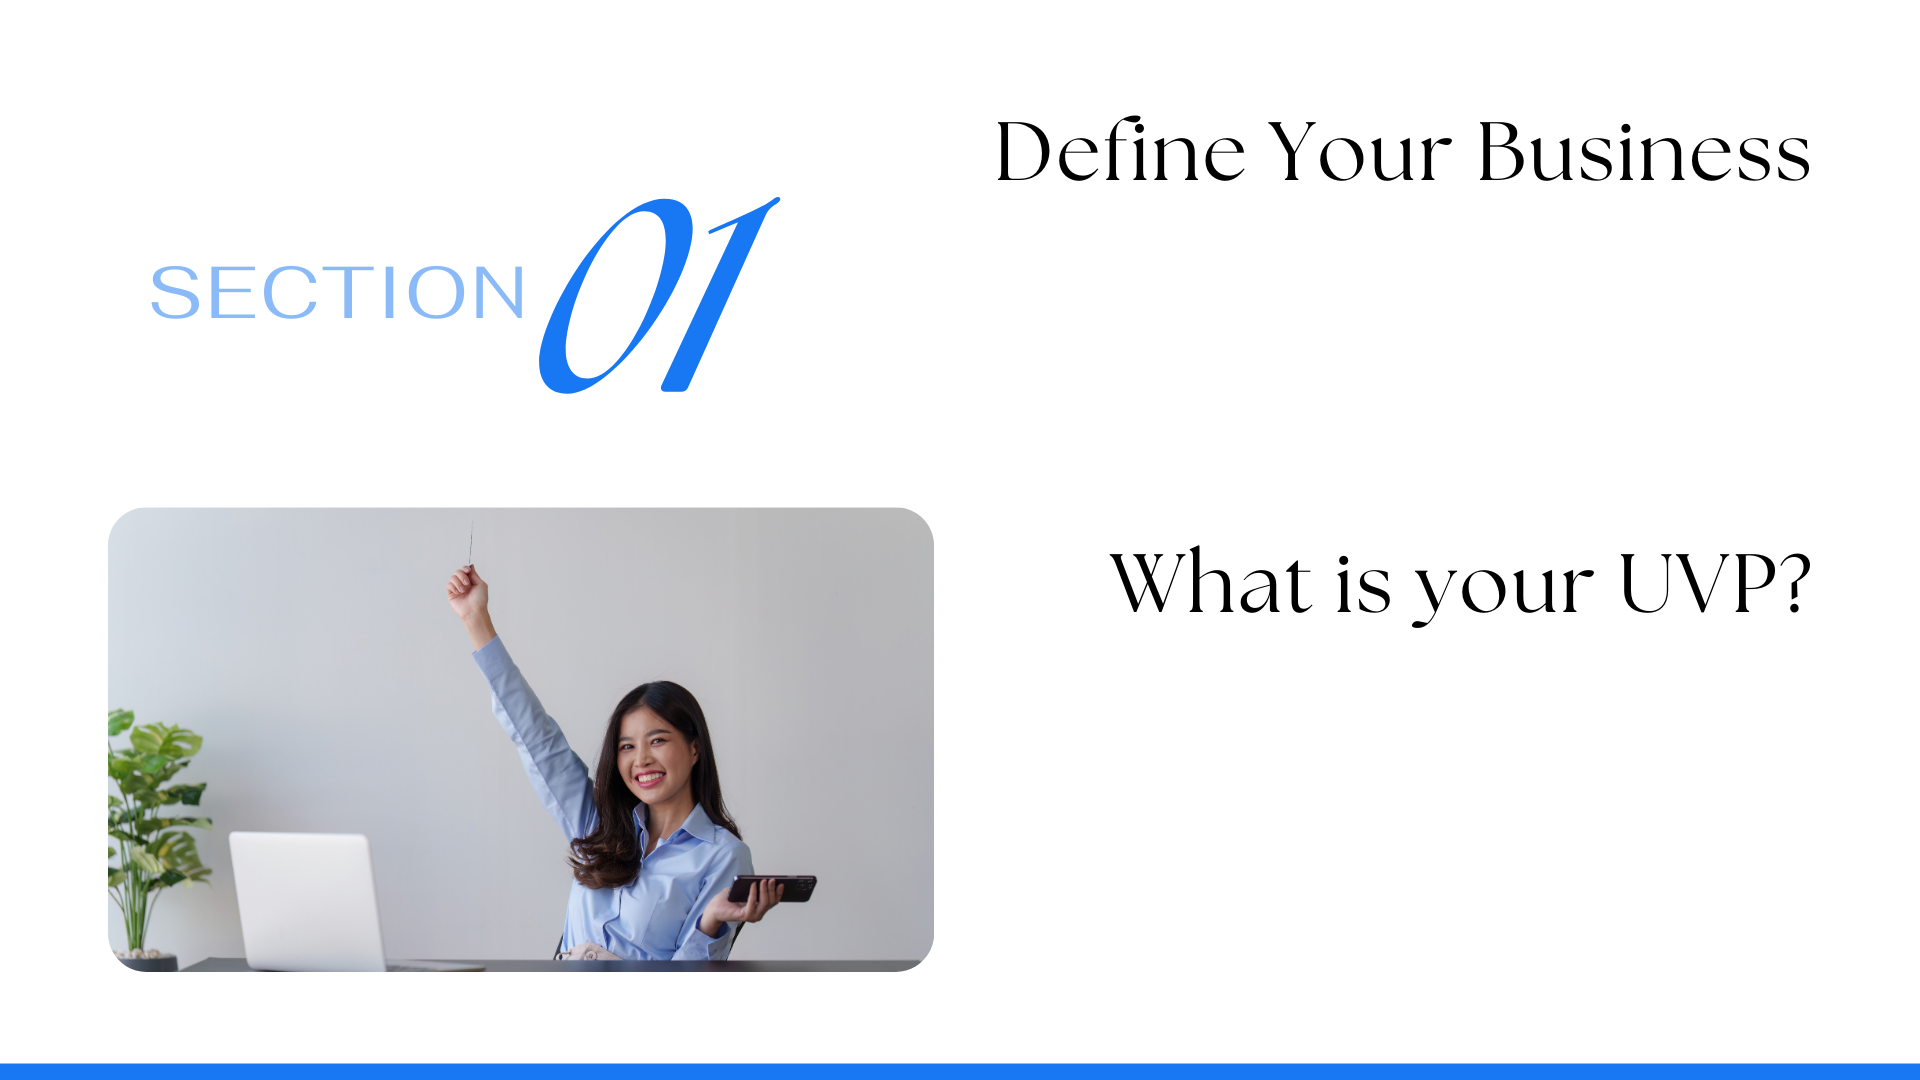 SECTION 01
Define Your Business
What is your UVP?